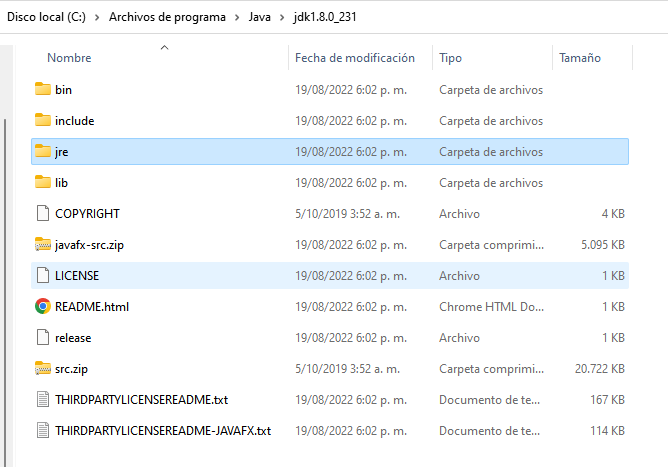 Disco local (C:) > Archivos de programa > Java > jdk1.8.0_231
Nombre Fecha de modificación Tipo Tamaño
bin 19/08/2022 6:02 p. m. Carpeta de archivos
include 19/08/2022 6:02 p. m. Carpeta de archivos
jre 19/08/2022 6:02 p. m. Carpeta de archivos
lib 19/08/2022 6:02 p. m. Carpeta de archivos
COPYRIGHT 5/10/2019 3:52 a. m. Archivo 4 KB
javafx-src.zip 19/08/2022 6:02 p. m. Carpeta comprimi... 5.095 KB
LICENSE 19/08/2022 6:02 p. m. Archivo 1 KB
README.html 19/08/2022 6:02 p. m. Chrome HTML Do... 1 KB
release 19/08/2022 6:02 p. m. Archivo 1 KB
src.zip 5/10/2019 3:52 a. m. Carpeta comprimi... 20.722 KB
THIRDPARTYLICENSEREADME.txt 19/08/2022 6:02 p. m. Documento de te... 167 KB
THIRDPARTYLICENSEREADME-JAVAFX.txt 19/08/2022 6:02 p. m. Documento de te... 114 KB